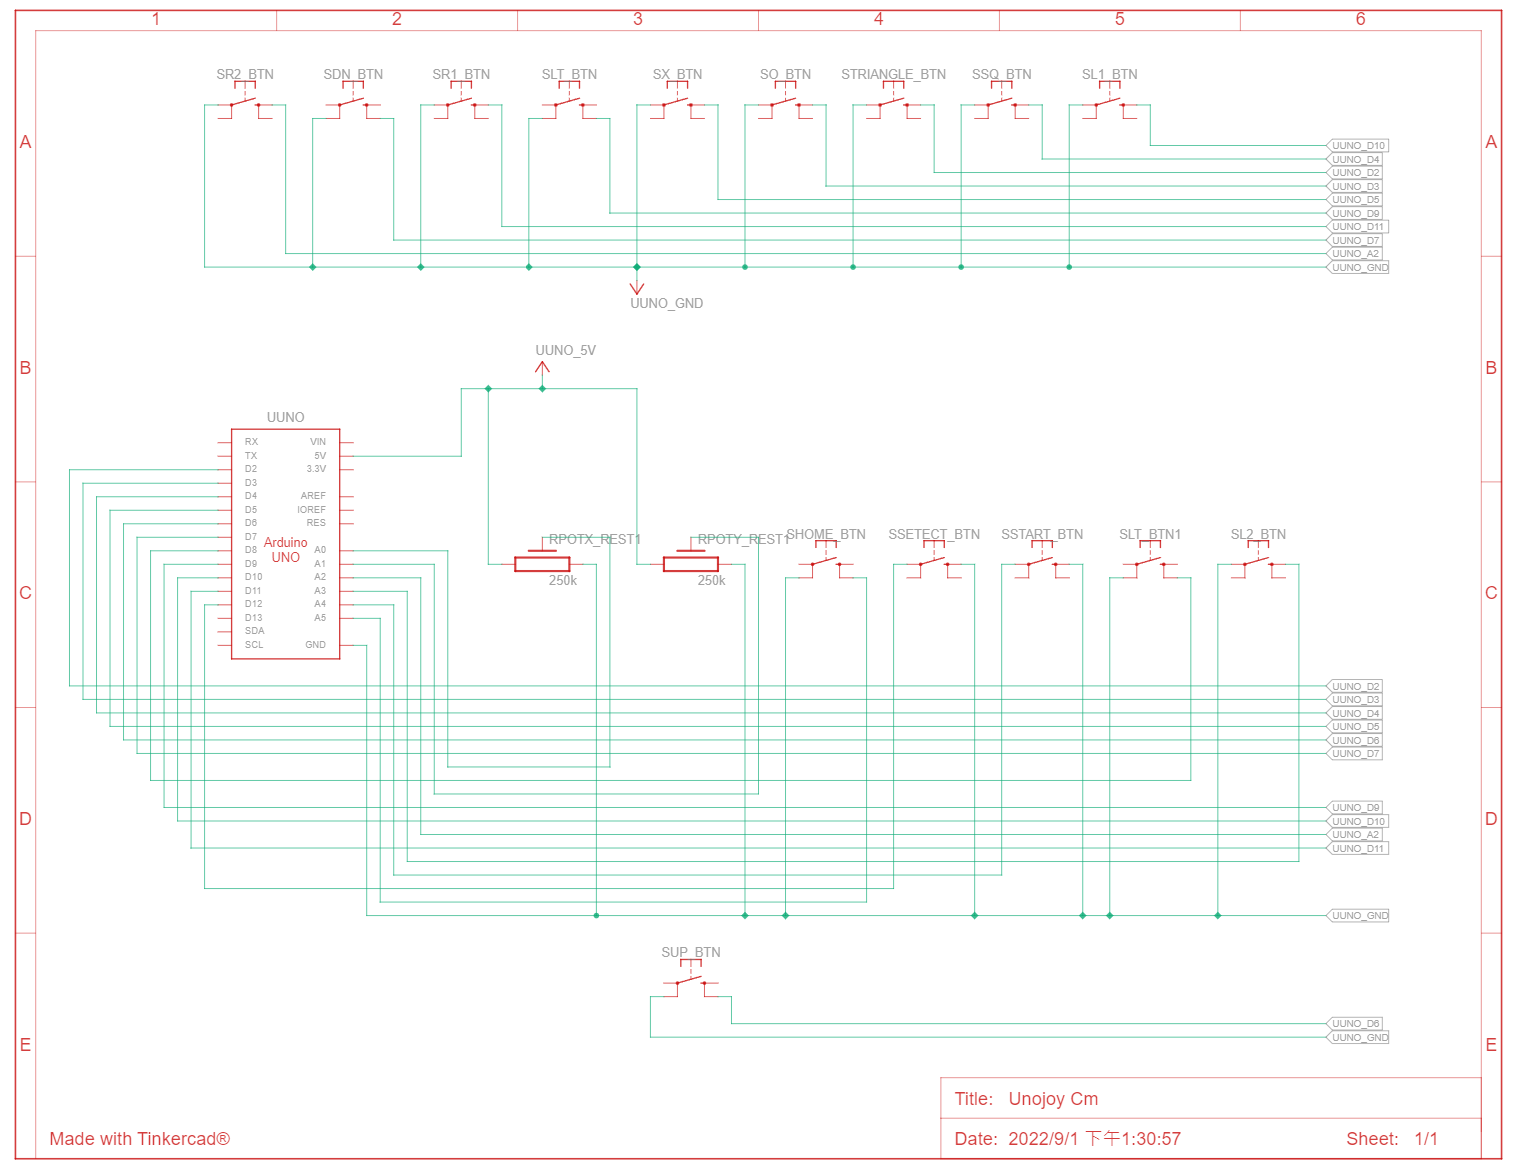 1 2 3 4 5 6
SR2_BTN SDN_BTN SR1_BTN SLT_BTN SX_BTN SO_BTN STRIANGLE_BTN SSQ_BTN SL1_BTN
A A
UUNO_D10
UUNO_D4
UUNO_D2
UUNO_D3
UUNO_D5
UUNO_D9
UUNO_D11
UUNO_D7
UUNO_A2
UUNO_GND
UUNO_GND
UUNO_5V
B B
UUNO
RX VIN
TX 5V
D2 3.3V
D3
D4 AREF
D5 IOREF
D6 RES
D7
D8 A0
D9 A1
D10 A2
D11 A3
D12 A4
D13 A5
SDA
SCL GND
Arduino
UNO
RPOTX_REST1 RPOTY_REST1 SHOME_BTN SSETECT_BTN SSTART_BTN SLT_BTN1 SL2_BTN
250k 250k
C C
UUNO_D2
UUNO_D3
UUNO_D4
UUNO_D5
UUNO_D6
UUNO_D7
UUNO_D9
D D
UUNO_D10
UUNO_A2
UUNO_D11
UUNO_GND
SUP_BTN
UUNO_D6
UUNO_GND
E E
Title: Unojoy Cm
Made with Tinkercad®
Date: 2022/9/1 下午1:30:57 Sheet: 1/1